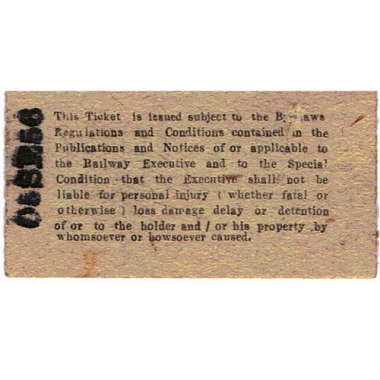 This Ticket is issued subject to the Bye-laws
Regulations and Conditions contained in the
Publications and Notices of or applicable to
the Railway Executive and to the Special
Condition that the Executive shall not be
liable for personal injury ( whether fatal or
otherwise ) loss damage delay or detention
of or to the holder and / or his property by
whomsoever or howsoever caused.